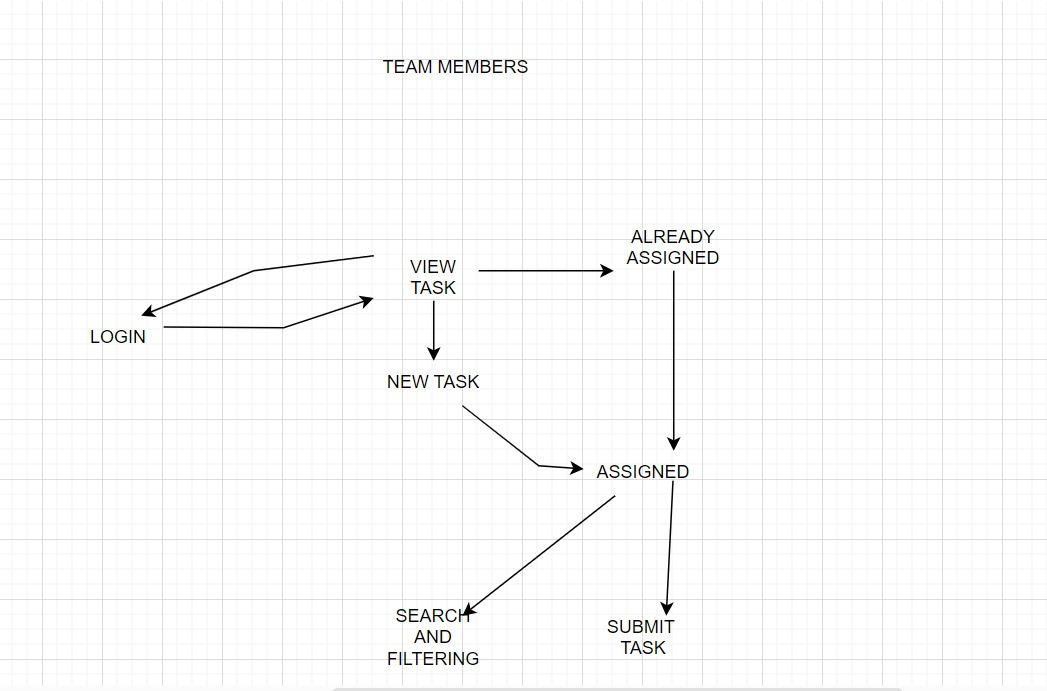 TEAM MEMBERS
ALREADY
ASSIGNED
VIEW
TASK
LOGIN
NEW TASK
ASSIGNED
SEARCH
AND
FILTERING
SUBMIT
TASK